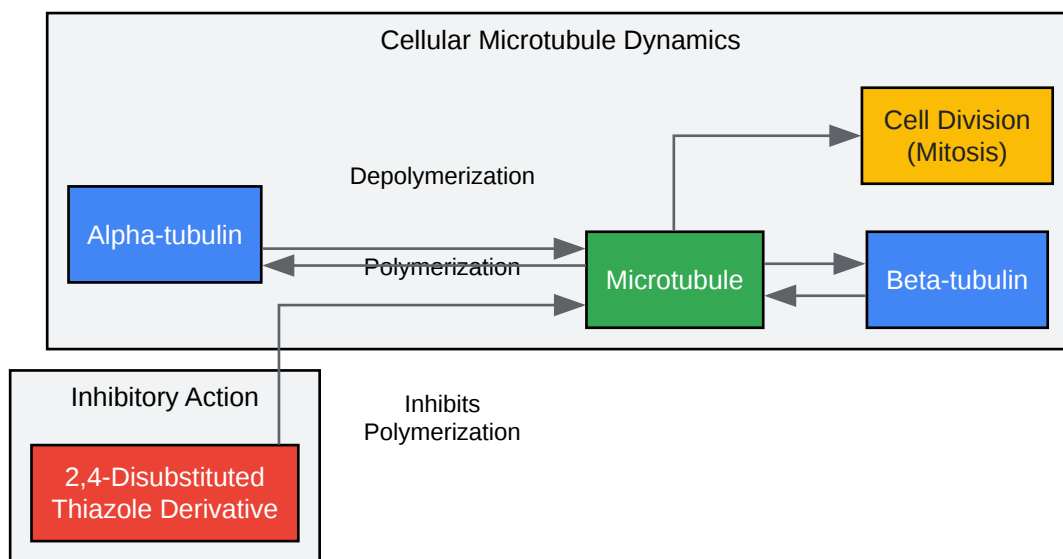 Cellular Microtubule Dynamics
Cell Division
(Mitosis)
Depolymerization
Alpha-tubulin
Polymerization
Microtubule
Beta-tubulin
Inhibitory Action
Inhibits
Polymerization
2,4-Disubstituted
Thiazole Derivative